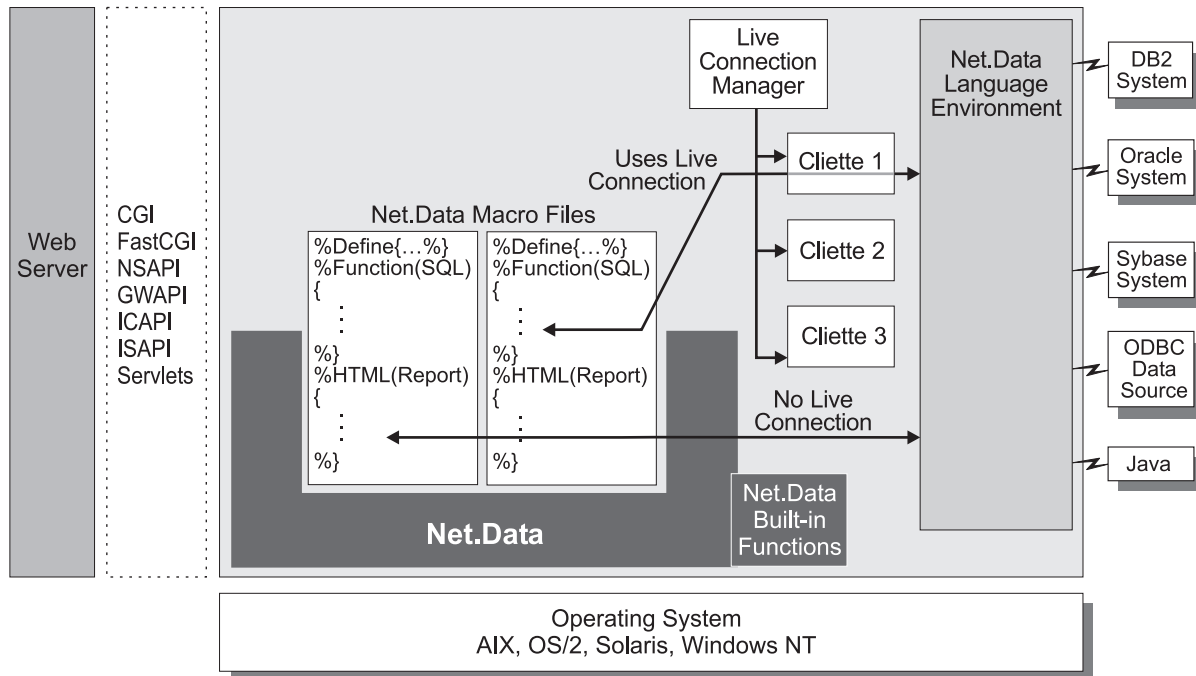 Web
Server
CGI
FastCGI
NSAPI
GWAPI
ICAPI
ISAPI
Servlets
Live
Connection
Manager
Net.Data
Language
Environment
Uses Live
Connection
Cliette 1
Cliette 2
Cliette 3
Net.Data Macro Files
%Define{...%}
%Function(SQL)
{
:
%}
%HTML(Report)
{
:
%}
%Define{...%}
%Function(SQL)
{
:
%}
%HTML(Report)
{
:
%}
No Live
Connection
Net.Data
Net.Data
Built-in
Functions
DB2
System
Oracle
System
Sybase
System
ODBC
Data
Source
Java
Operating System
AIX, OS/2, Solaris, Windows NT